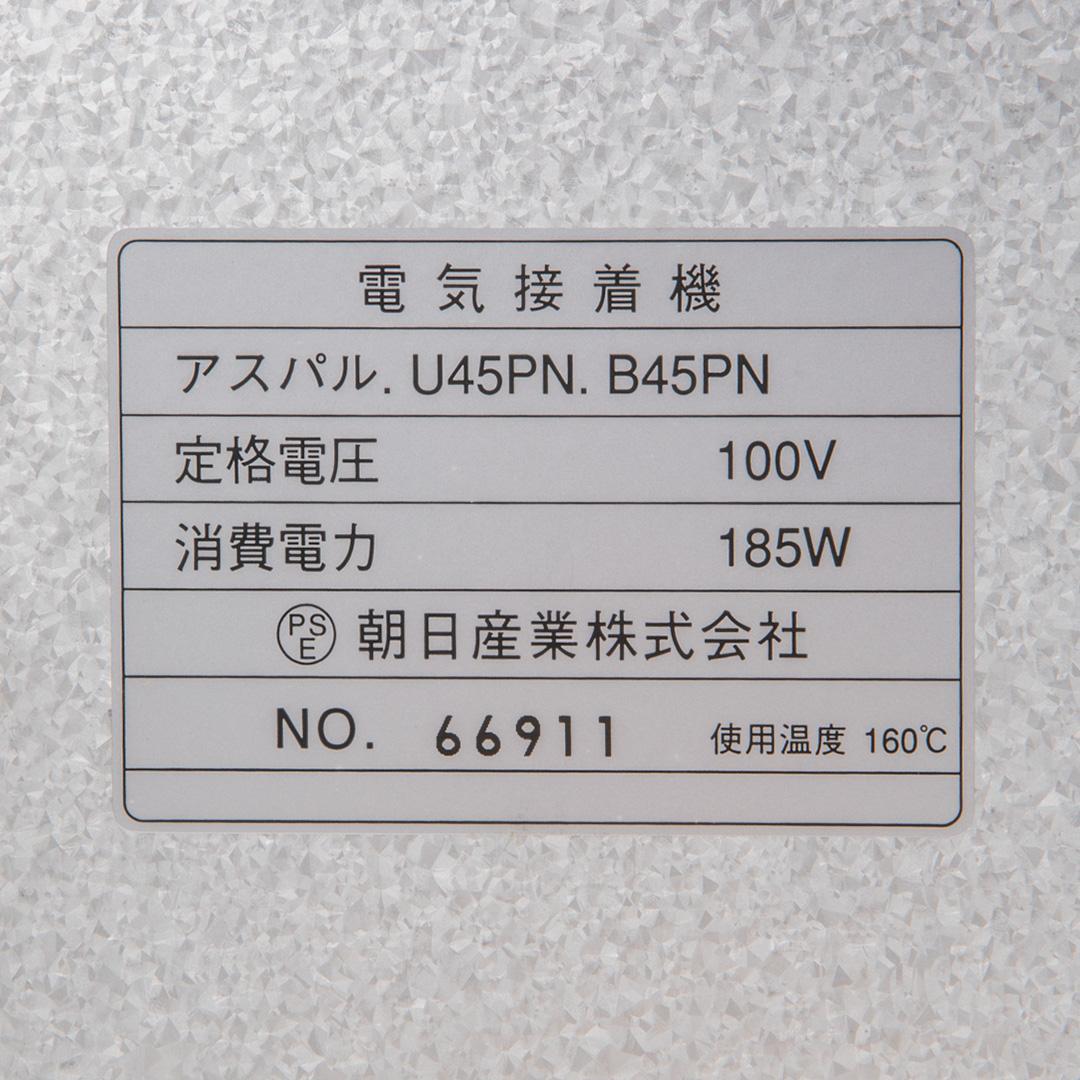 電気接着機
アスパル. U45PN. B45PN
定格電圧 100V
消費電力 185W
PSE 朝日産業株式会社
NO. 66911 使用温度 160℃